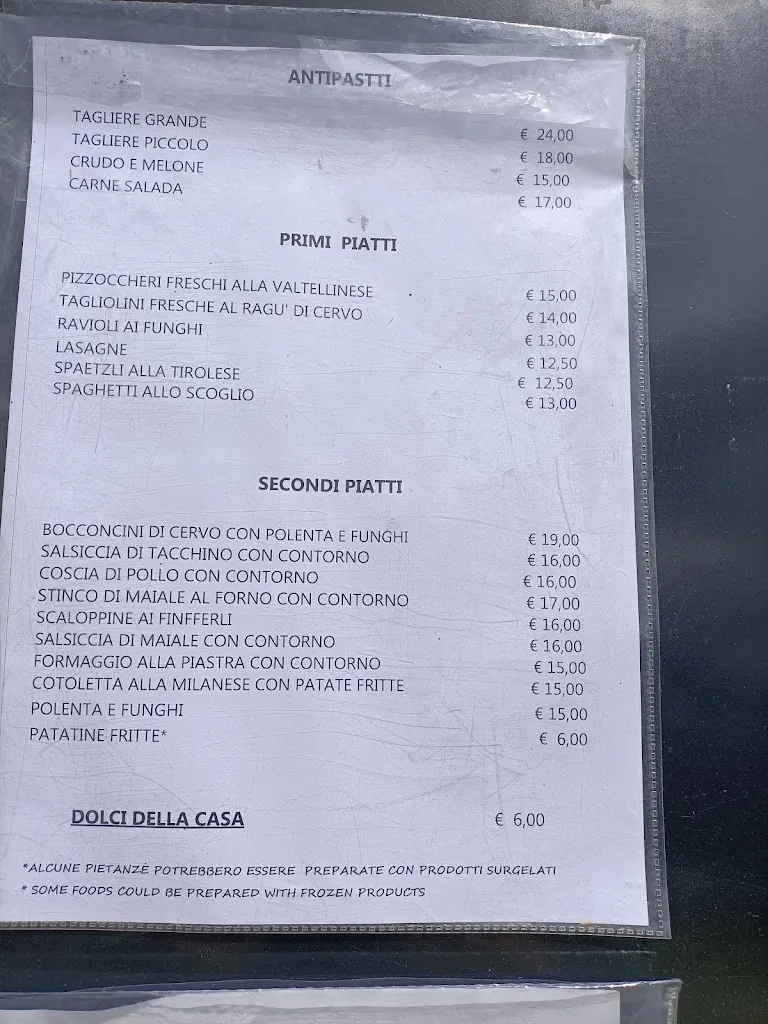 ANTIPASTTI
TAGLIERE GRANDE € 24,00
TAGLIERE PICCOLO € 18,00
CRUDO E MELONE € 15,00
CARNE SALADA € 17,00
PRIMI PIATTI
PIZZOCCHERI FRESCHI ALLA VALTELLINESE € 15,00
TAGLIOLINI FRESCHE AL RAGU' DI CERVO € 14,00
RAVIOLI AI FUNGHI € 13,00
LASAGNE € 12,50
SPAETZLI ALLA TIROLESE € 12,50
SPAGHETTI ALLO SCOGLIO € 13,00
SECONDI PIATTI
BOCCONCINI DI CERVO CON POLENTA E FUNGHI € 19,00
SALSICCIA DI TACCHINO CON CONTORNO € 16,00
COSCIA DI POLLO CON CONTORNO € 16,00
STINCO DI MAIALE AL FORNO CON CONTORNO € 17,00
SCALOPPINE AI FINFFERLI € 16,00
SALSICCIA DI MAIALE CON CONTORNO € 16,00
FORMAGGIO ALLA PIASTRA CON CONTORNO € 15,00
COTOLETTA ALLA MILANESE CON PATATE FRITTE € 15,00
POLENTA E FUNGHI € 15,00
PATATINE FRITTE* € 6,00
DOLCI DELLA CASA € 6,00
*ALCUNE PIETANZE POTREBBERO ESSERE PREPARATE CON PRODOTTI SURGELATI
* SOME FOODS COULD BE PREPARED WITH FROZEN PRODUCTS